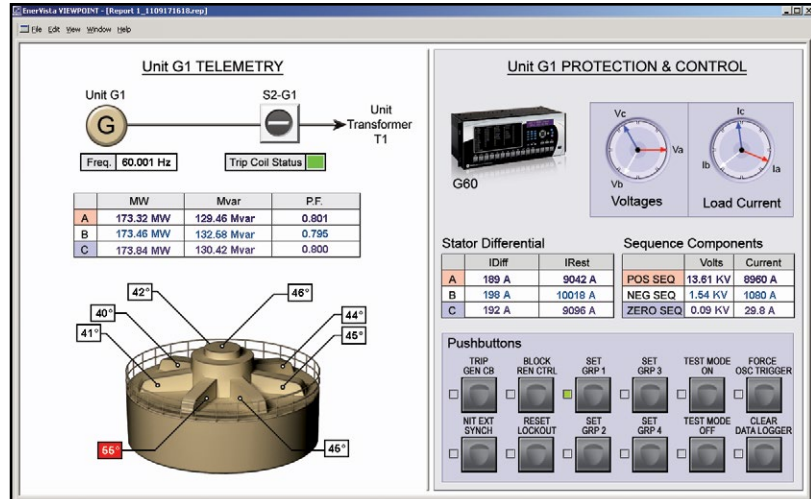 EnerVista VIEWPOINT - [Report 1_1109171618.rep]
File Edit View Window Help
Unit G1 TELEMETRY
Unit G1
S2-G1
G
Unit
Transformer
T1
Freq. 60.001 Hz
Trip Coil Status
MW Mvar P.F.
A 173.32 MW 129.46 Mvar 0.801
B 173.46 MW 132.68 Mvar 0.795
C 173.84 MW 130.42 Mvar 0.800
42°
46°
40°
44°
41°
45°
66°
46°
Unit G1 PROTECTION & CONTROL
G60
Vc
Va
Vb
Voltages
Ic
Ib
Ia
Load Current
Stator Differential
IDiff IRest
A 189 A 9042 A
B 198 A 10018 A
C 192 A 9096 A
Sequence Components
Volts Current
POS SEQ 13.61 KV 8960 A
NEG SEQ 1.54 KV 1080 A
ZERO SEQ 0.09 KV 29.8 A
Pushbuttons
TRIP
GEN CB
BLOCK
REN CTRL
SET
GRP 1
SET
GRP 3
TEST MODE
ON
FORCE
OSC TRIGGER
NIT EXT
SYNCH
RESET
LOCKOUT
SET
GRP 2
SET
GRP 4
TEST MODE
OFF
CLEAR
DATA LOGGER